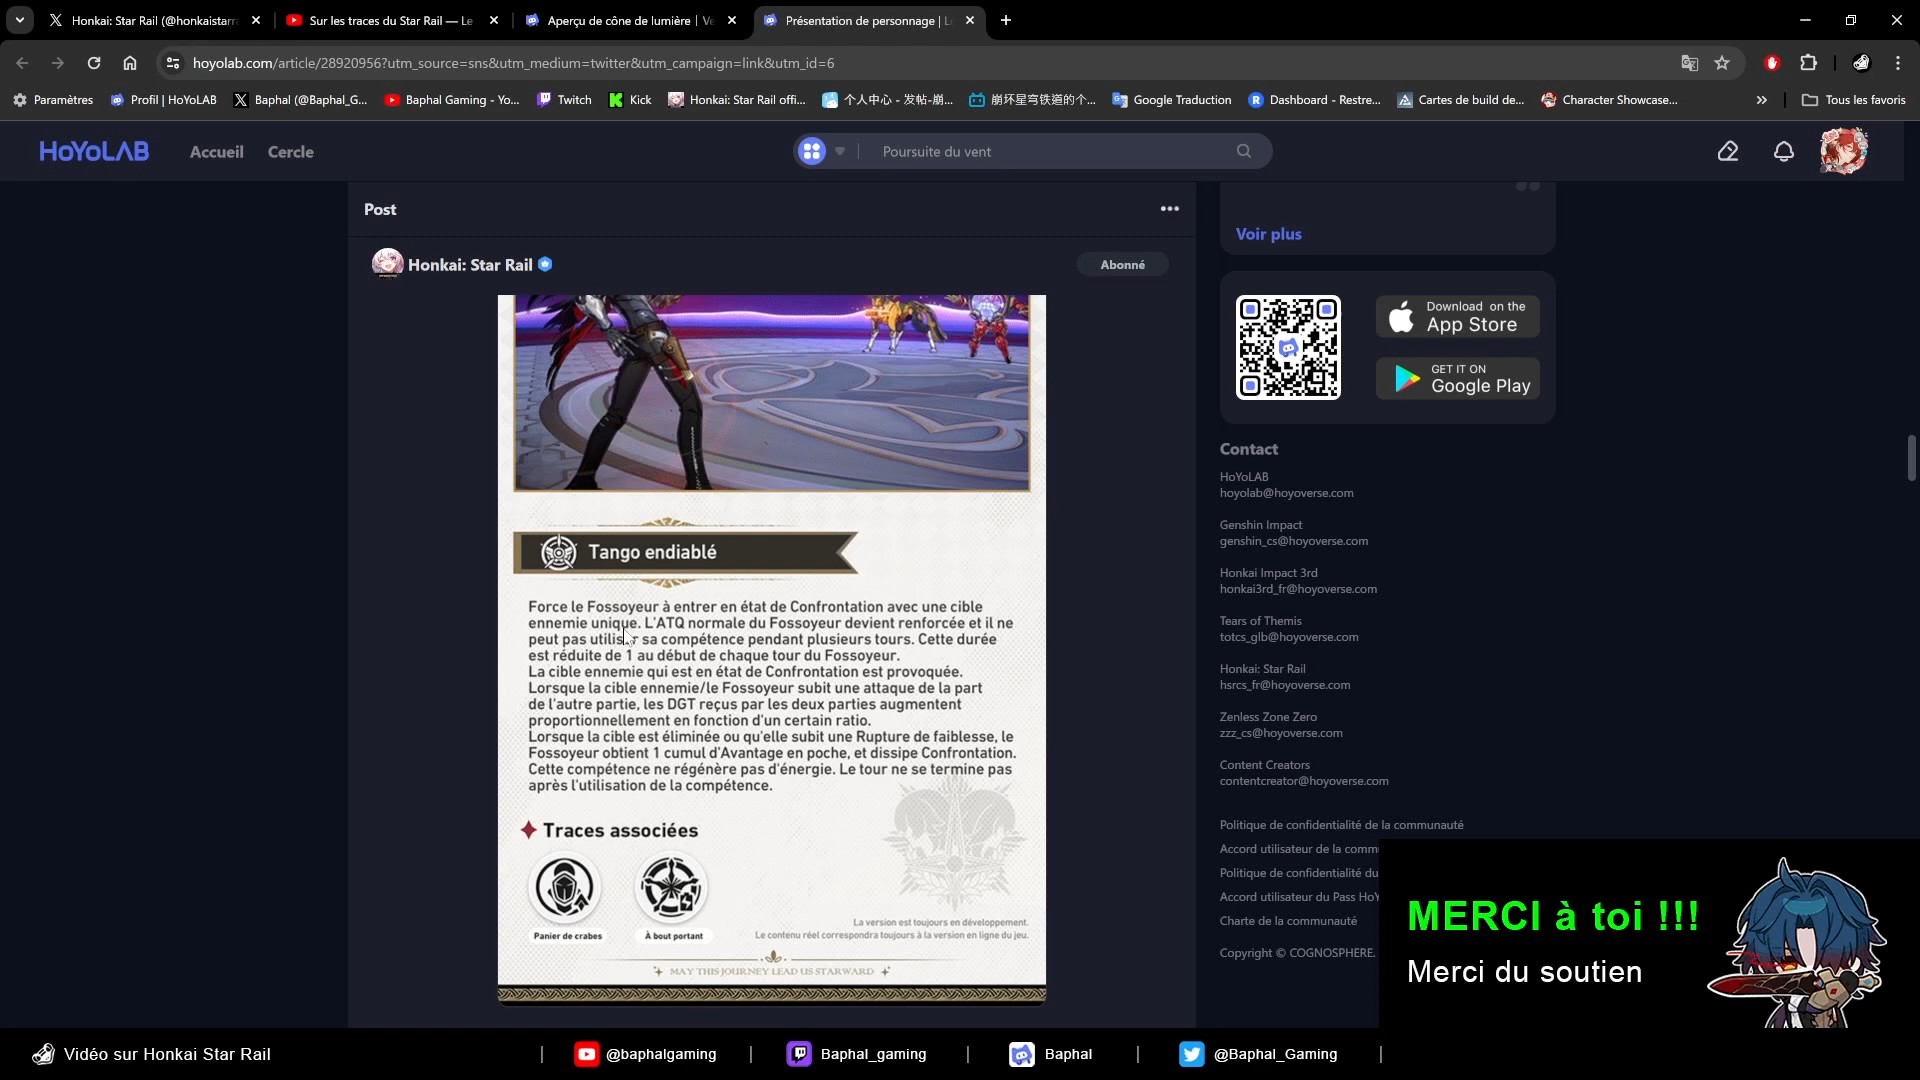 Honkai: Star Rail (@honkaistarra
Sur les traces du Star Rail — Le
Aperçu de cône de lumière | Ve
Présentation de personnage | L
hoyolab.com/article/28920956?utm_source=sns&utm_medium=twitter&utm_campaign=link&utm_id=6
Paramètres
Profil | HoYoLAB
Baphal (@Baphal_G...
Baphal Gaming - Yo...
Twitch
Kick
Honkai: Star Rail offi...
个人中心 - 发帖-崩...
崩坏星穹铁道的个...
Google Traduction
Dashboard - Restre...
Cartes de build de...
Character Showcase...
Tous les favoris
HoYoLAB
Accueil
Cercle
Poursuite du vent
Post
Honkai: Star Rail
Abonné
Tango endiablé
Force le Fossoyeur à entrer en état de Confrontation avec une cible
ennemie unique. L'ATQ normale du Fossoyeur devient renforcée et il ne
peut pas utiliser sa compétence pendant plusieurs tours. Cette durée
est réduite de 1 au début de chaque tour du Fossoyeur.
La cible ennemie qui est en état de Confrontation est provoquée.
Lorsque la cible ennemie/le Fossoyeur subit une attaque de la part
de l'autre partie, les DGT reçus par les deux parties augmentent
proportionnellement en fonction d'un certain ratio.
Lorsque la cible est éliminée ou qu'elle subit une Rupture de faiblesse, le
Fossoyeur obtient 1 cumul d'Avantage en poche, et dissipe Confrontation.
Cette compétence ne régénère pas d'énergie. Le tour ne se termine pas
après l'utilisation de la compétence.
Traces associées
Panier de crabes
À bout portant
La version est toujours en développement.
Le contenu réel correspondra toujours à la version en ligne du jeu.
MAY THIS JOURNEY LEAD US STARWARD
Voir plus
Download on the
App Store
GET IT ON
Google Play
Contact
HoYoLAB
hoyolab@hoyoverse.com
Genshin Impact
genshin_cs@hoyoverse.com
Honkai Impact 3rd
honkai3rd_fr@hoyoverse.com
Tears of Themis
totcs_glb@hoyoverse.com
Honkai: Star Rail
hsrcs_fr@hoyoverse.com
Zenless Zone Zero
zzz_cs@hoyoverse.com
Content Creators
contentcreator@hoyoverse.com
Politique de confidentialité de la communauté
Accord utilisateur de la comm
Politique de confidentialité du
Accord utilisateur du Pass HoY
Charte de la communauté
Copyright © COGNOSPHERE.
MERCI à toi !!!
Merci du soutien
Vidéo sur Honkai Star Rail
@baphalgaming
Baphal_gaming
Baphal
@Baphal_Gaming